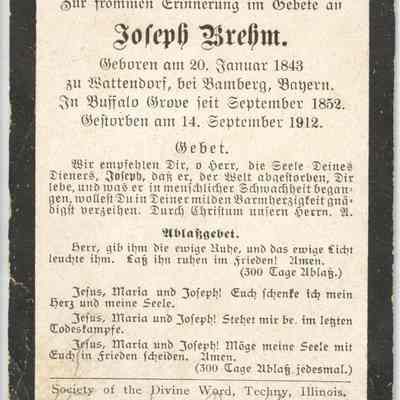 Zur frommen Erinnerung im Gebete an
Joseph Brehm.
Geboren am 20. Januar 1843
zu Wattendorf, bei Bamberg, Bayern.
In Buffalo Grove seit September 1852.
Gestorben am 14. September 1912.
Gebet.
Wir empfehlen Dir, o Herr, die Seele Deines
Dieners, Joseph, daß er, der Welt abgestorben, Dir
lebe, und was er in menschlicher Schwachheit began-
gen, wollest Du in Deiner milden Barmherzigkeit gnä-
digst verzeihen. Durch Christum unsern Herrn. A.
Ablaßgebet.
Herr, gib ihm die ewige Ruhe, und das ewige Licht
leuchte ihm. Laß ihn ruhen im Frieden! Amen.
(300 Tage Ablaß.)
Jesus, Maria und Joseph! Euch schenke ich mein
Herz und meine Seele.
Jesus, Maria und Joseph! Stehet mir be. im letzten
Todeskampfe.
Jesus, Maria und Joseph! Möge meine Seele mit
Euch in Frieden scheiden. Amen.
(300 Tage Ablaß jedesmal.)
Society of the Divine Word, Techny, Illinois.